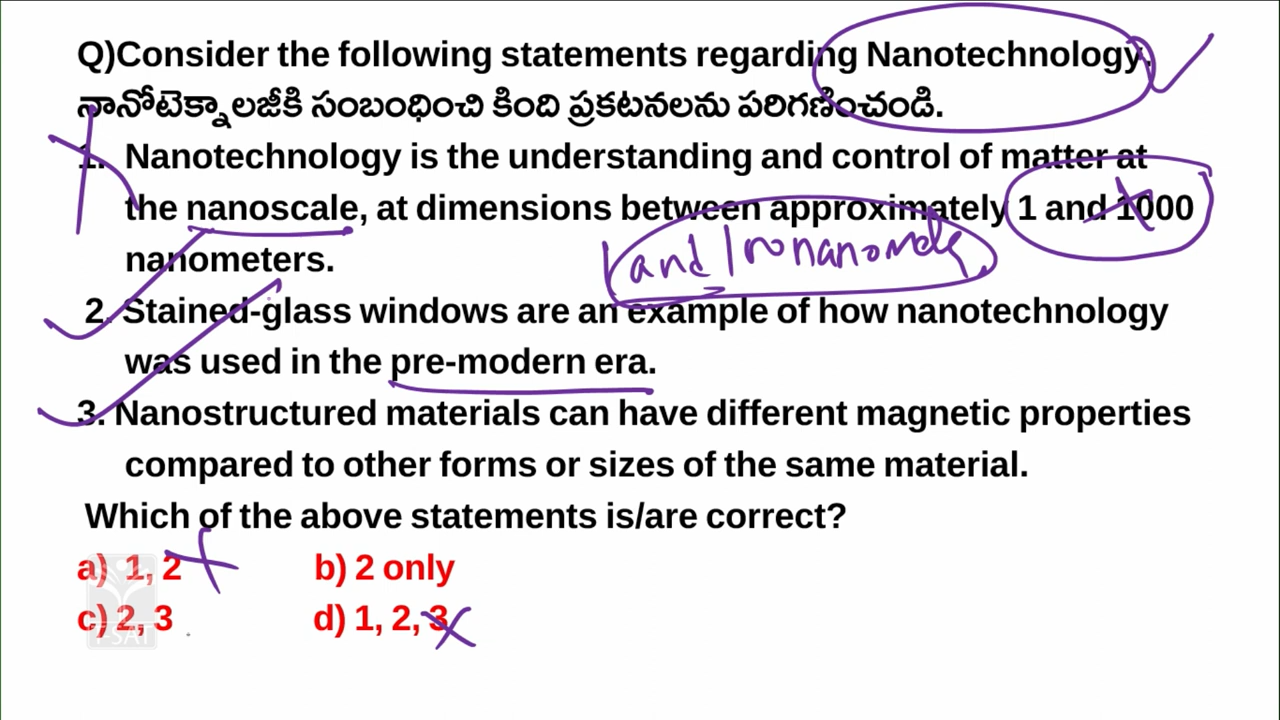 Q)Consider the following statements regarding Nanotechnology.
నానోటెక్నాలజీకి సంబంధించి కింది ప్రకటనలను పరిగణించండి.
1. Nanotechnology is the understanding and control of matter at
the nanoscale, at dimensions between approximately 1 and 1000
nanometers.
1 and 100 nanomete
2. Stained-glass windows are an example of how nanotechnology
was used in the pre-modern era.
3. Nanostructured materials can have different magnetic properties
compared to other forms or sizes of the same material.
Which of the above statements is/are correct?
a) 1, 2 b) 2 only
c) 2, 3 d) 1, 2, 3
T SAT